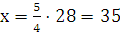 x = 5/4 · 28 = 35